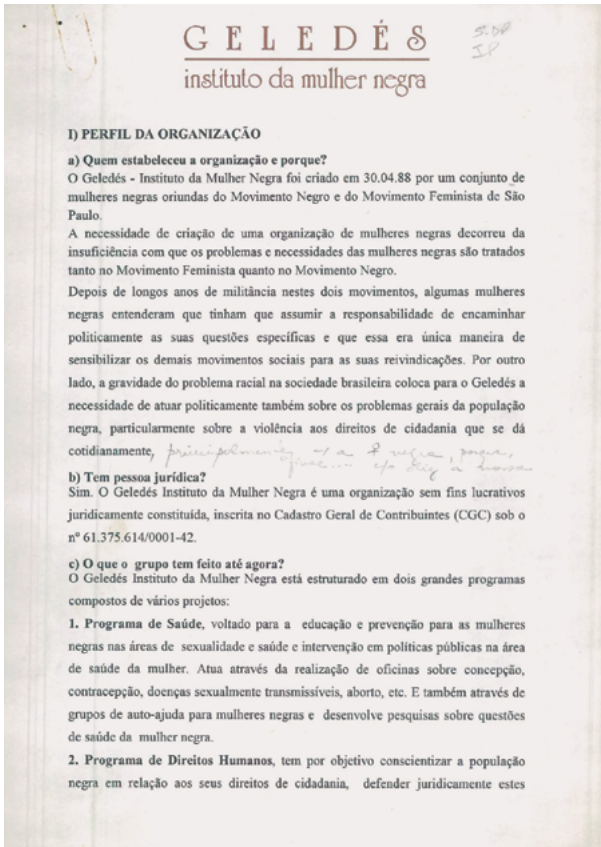 GELEDÉS
instituto da mulher negra
I) PERFIL DA ORGANIZAÇÃO
a) Quem estabeleceu a organização e porque?
O Geledés - Instituto da Mulher Negra foi criado em 30.04.88 por um conjunto de
mulheres negras oriundas do Movimento Negro e do Movimento Feminista de São
Paulo.
A necessidade de criação de uma organização de mulheres negras decorreu da
insuficiência com que os problemas e necessidades das mulheres negras são tratados
tanto no Movimento Feminista quanto no Movimento Negro.
Depois de longos anos de militância nestes dois movimentos, algumas mulheres
negras entenderam que tinham que assumir a responsabilidade de encaminhar
politicamente as suas questões específicas e que essa era única maneira de
sensibilizar os demais movimentos sociais para as suas reivindicações. Por outro
lado, a gravidade do problema racial na sociedade brasileira coloca para o Geledés a
necessidade de atuar politicamente também sobre os problemas gerais da população
negra, particularmente sobre a violência aos direitos de cidadania que se dá
cotidianamente, principalmente a negra,
b) Tem pessoa jurídica?
Sim. O Geledés Instituto da Mulher Negra é uma organização sem fins lucrativos
juridicamente constituída, inscrita no Cadastro Geral de Contribuintes (CGC) sob o
nº 61.375.614/0001-42.
c) O que o grupo tem feito até agora?
O Geledés Instituto da Mulher Negra está estruturado em dois grandes programas
compostos de vários projetos:
1. Programa de Saúde, voltado para a educação e prevenção para as mulheres
negras nas áreas de sexualidade e saúde e intervenção em políticas públicas na área
de saúde da mulher. Atua através da realização de oficinas sobre concepção,
contracepção, doenças sexualmente transmissíveis, aborto, etc. E também através de
grupos de auto-ajuda para mulheres negras e desenvolve pesquisas sobre questões
de saúde da mulher negra.
2. Programa de Direitos Humanos, tem por objetivo conscientizar a população
negra em relação aos seus direitos de cidadania, defender juridicamente estes